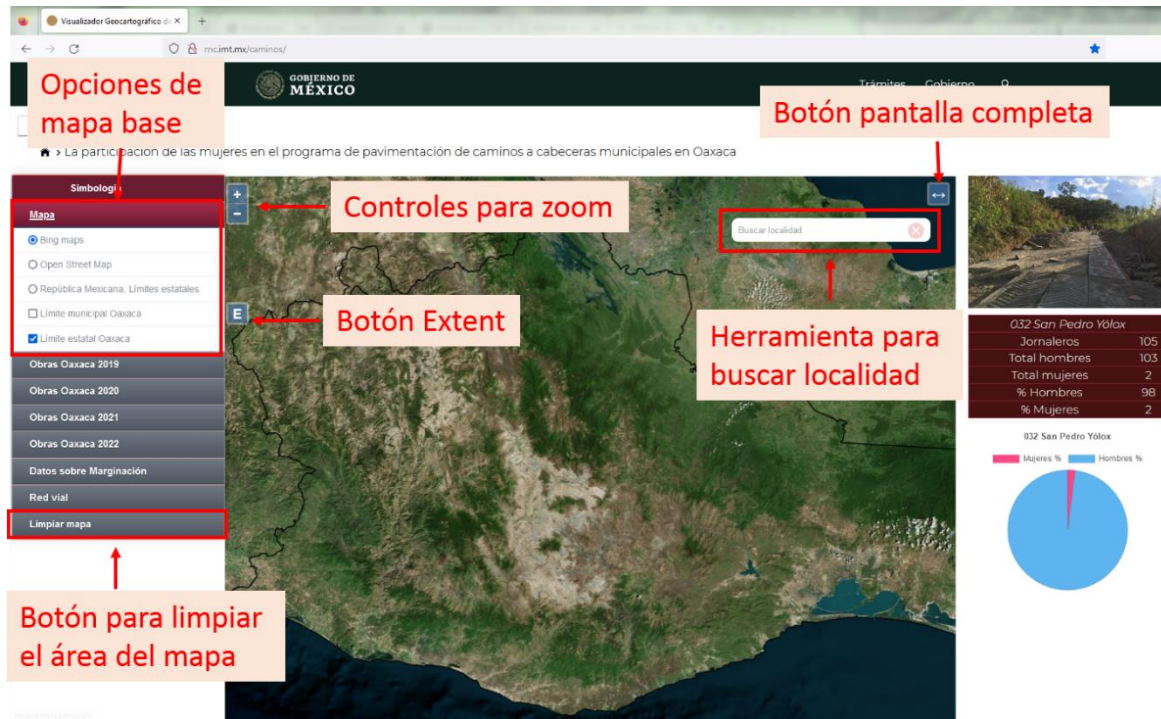 Visualizador Geocartográfico de
rnc.imt.mx/caminos/
GOBIERNO DE
MÉXICO
Trámites Gobierno
Opciones de
mapa base
Botón pantalla completa
> La participación de las mujeres en el programa de pavimentación de caminos a cabeceras municipales en Oaxaca
Simbología
Mapa
Bing maps
Open Street Map
República Mexicana, Límites estatales
Límite municipal Oaxaca
Límite estatal Oaxaca
Obras Oaxaca 2019
Obras Oaxaca 2020
Obras Oaxaca 2021
Obras Oaxaca 2022
Datos sobre Marginación
Red vial
Limpiar mapa
Botón para limpiar
el área del mapa
+
-
Controles para zoom
E
Botón Extent
Buscar localidad
Herramienta para
buscar localidad
032 San Pedro Yólox
Jornaleros 105
Total hombres 103
Total mujeres 2
% Hombres 98
% Mujeres 2
032 San Pedro Yólox
Mujeres % Hombres %